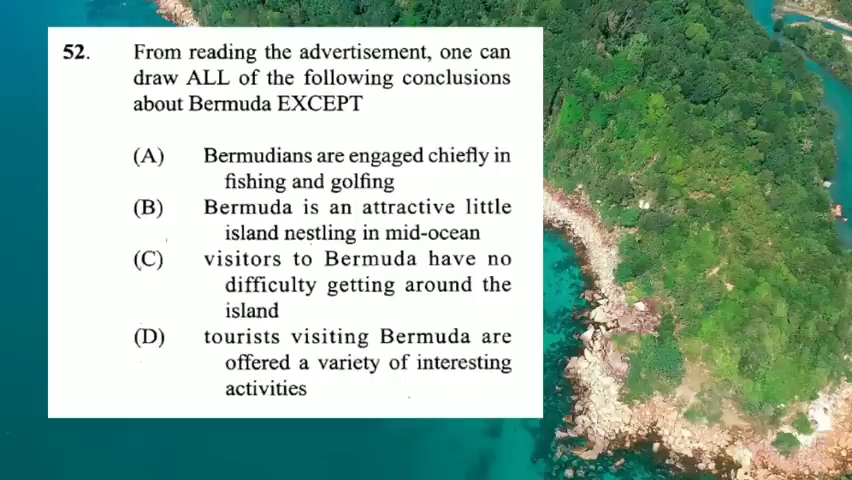 52. From reading the advertisement, one can
draw ALL of the following conclusions
about Bermuda EXCEPT
(A) Bermudians are engaged chiefly in
fishing and golfing
(B) Bermuda is an attractive little
island nestling in mid-ocean
(C) visitors to Bermuda have no
difficulty getting around the
island
(D) tourists visiting Bermuda are
offered a variety of interesting
activities